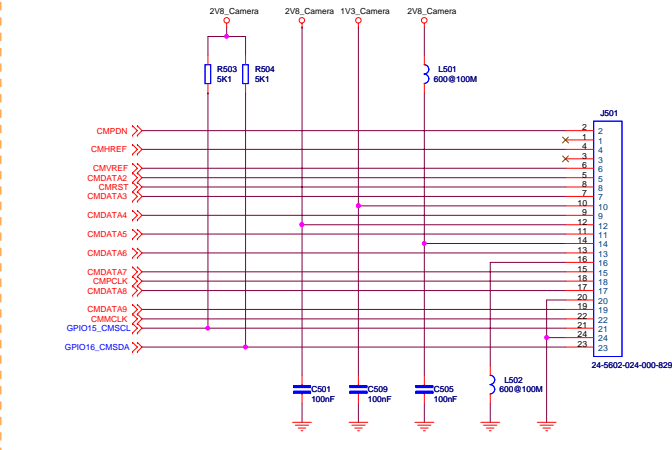 2V8_Camera 2V8_Camera 1V3_Camera 2V8_Camera
R503 5K1
R504 5K1
L501 600@100M
J501
CMPDN 2 2
1 1
CMHREF 4 4
3 3
CMVREF 6 6
CMDATA2 5 5
CMRST 8 8
CMDATA3 7 7
10 10
CMDATA4 9 9
12 12
CMDATA5 11 11
14 14
CMDATA6 13 13
16 16
CMDATA7 15 15
CMPCLK 18 18
CMDATA8 17 17
20 20
CMDATA9 19 19
CMMCLK 22 22
GPIO15_CMSCL 21 21
24 24
GPIO16_CMSDA 23 23
24-5602-024-000-829
C501 100nF
C509 100nF
C505 100nF
L502 600@100M